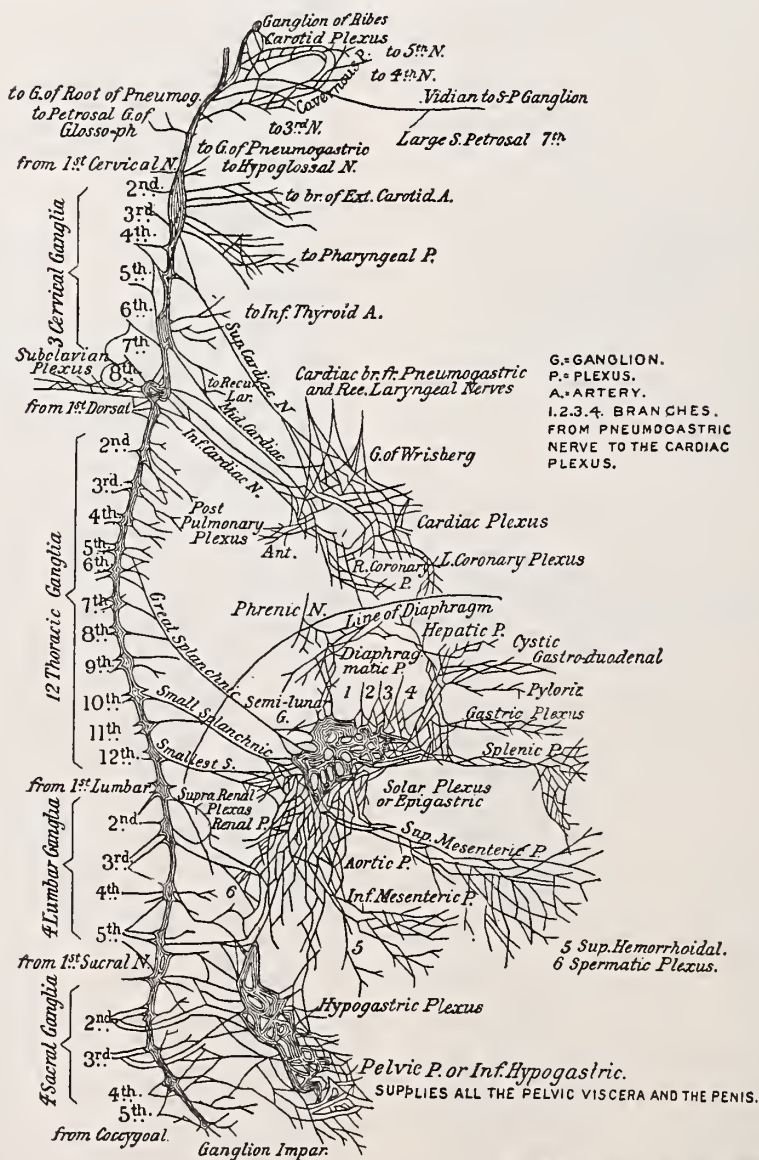 Ganglion of Ribes
Carotid Plexus
to 5th N.
Cavernous P.
to 4th N.
to G. of Root of Pneumog.
Vidian to S-P Ganglion
to Petrosal G. of
Glosso-ph
to 3rd N.
Large S. Petrosal 7th
to G. of Pneumogastric
from 1st Cervical N.
to Hypoglossal N.
2nd
to br. of Ext. Carotid. A.
3rd
4th.
to Pharyngeal P.
5th.
3 Cervical Ganglia
6th.
to Inf. Thyroid A.
7th
Sup. Cardiac N
Subclavian
Plexus
8th.
to Recur
Lar.
Mid. Cardiac
Cardiac br. fr. Pneumogastric
and Rec. Laryngeal Nerves
G.=GANGLION.
P.=PLEXUS.
A.=ARTERY.
1.2.3.4. BRANCHES.
FROM PNEUMOGASTRIC
NERVE TO THE CARDIAC
PLEXUS.
from 1st Dorsal
Inf. Cardiac N.
2nd
G. of Wrisberg
3rd.
4th.
Post
Pulmonary
Plexus
Ant.
Cardiac Plexus
5th.
6th.
R. Coronary
P.
L. Coronary Plexus
12 Thoracic Ganglia
7th.
Great Splanchnic
Phrenic N.
Line of Diaphragm
8th.
Hepatic P.
Cystic
9th.
Diaphrag
matic P.
Gastro-duodenal
10th.
Small Splanchnic
Semi-lunar
G.
1 2 3 4
Pyloric
11th
Gastric Plexus
12th.
Smallest S.
Splenic P.
from 1st Lumbar
Supra Renal
Plexas
Renal P.
Solar Plexus
or Epigastric
2nd
Sup. Mesenteric P.
4 Lumbar Ganglia
3rd
Aortic P.
4th
6
Inf. Mesenteric P.
5th.
5
5 Sup. Hemorrhoidal.
6 Spermatic Plexus.
from 1st Sacral N.
Hypogastric Plexus
4 Sacral Ganglia
2nd
3rd
Pelvic P. or Inf. Hypogastric.
SUPPLIES ALL THE PELVIC VISCERA AND THE PENIS.
4th.
5th.
from Coccygoal.
Ganglion Impar.